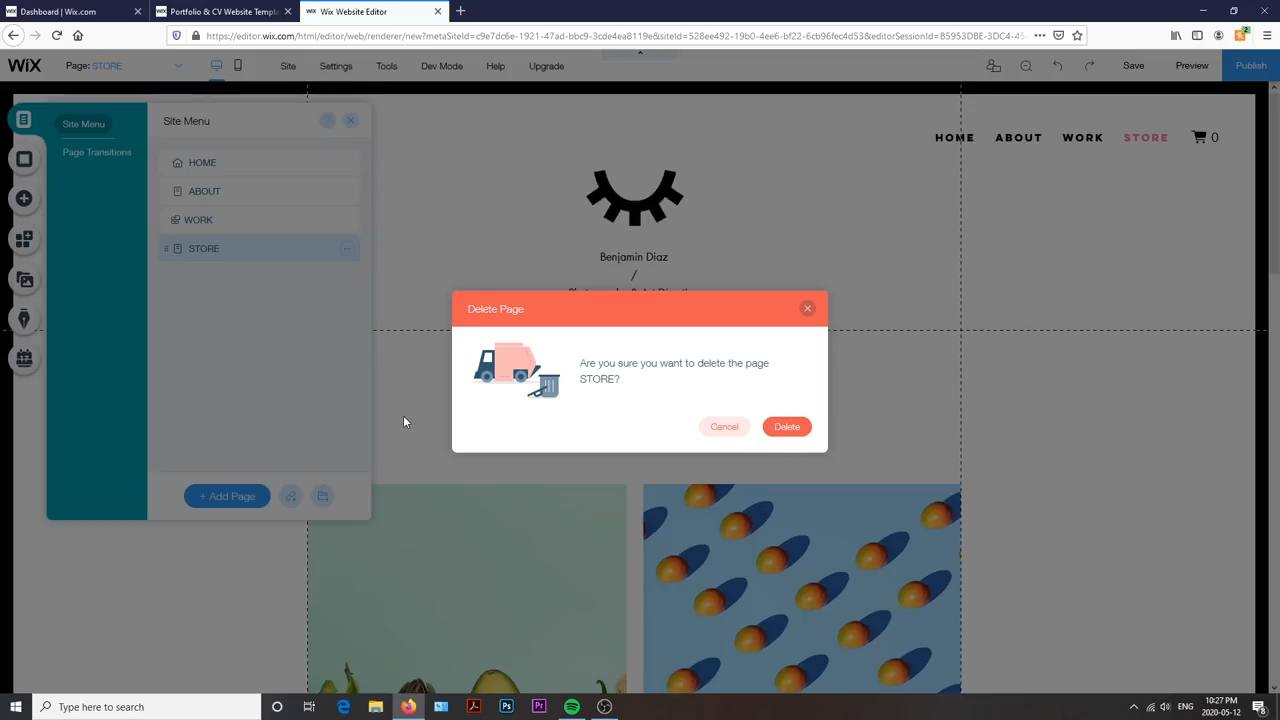 Dashboard | Wix.com
Portfolio & CV Website Templa
Wix Website Editor
https://editor.wix.com/html/editor/web/renderer/new?metaSiteId=c9e7dc6e-1921-47ad-bbc9-3cde4ea8119e&siteId=528ee492-19b0-4ee6-bf22-6cb96fec4d53&editorSessionId=B5953DBE-3DC4-45
2
WiX
Page: STORE
Site
Settings
Tools
Dev Mode
Help
Upgrade
Save
Preview
Publish
Site Menu
Page Transitions
Site Menu
?
HOME
ABOUT
WORK
STORE
+ Add Page
HOME
ABOUT
WORK
STORE
0
Benjamin Diaz
/
Delete Page
Are you sure you want to delete the page
STORE?
Cancel
Delete
Type here to search
ENG
10:27 PM
2020-05-12
8